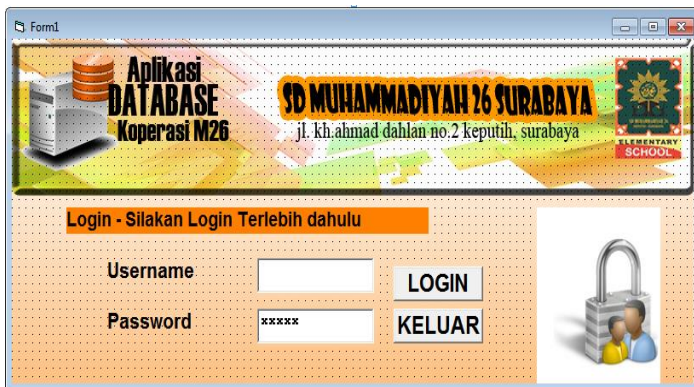 Form1
Aplikasi
DATABASE
Koperasi M26
SD MUHAMMADIYAH 26 SURABAYA
jl. kh.ahmad dahlan no.2 keputih, surabaya
ELEMENTARY
SCHOOL
Login - Silakan Login Terlebih dahulu
Username
LOGIN
Password
xxxxx
KELUAR